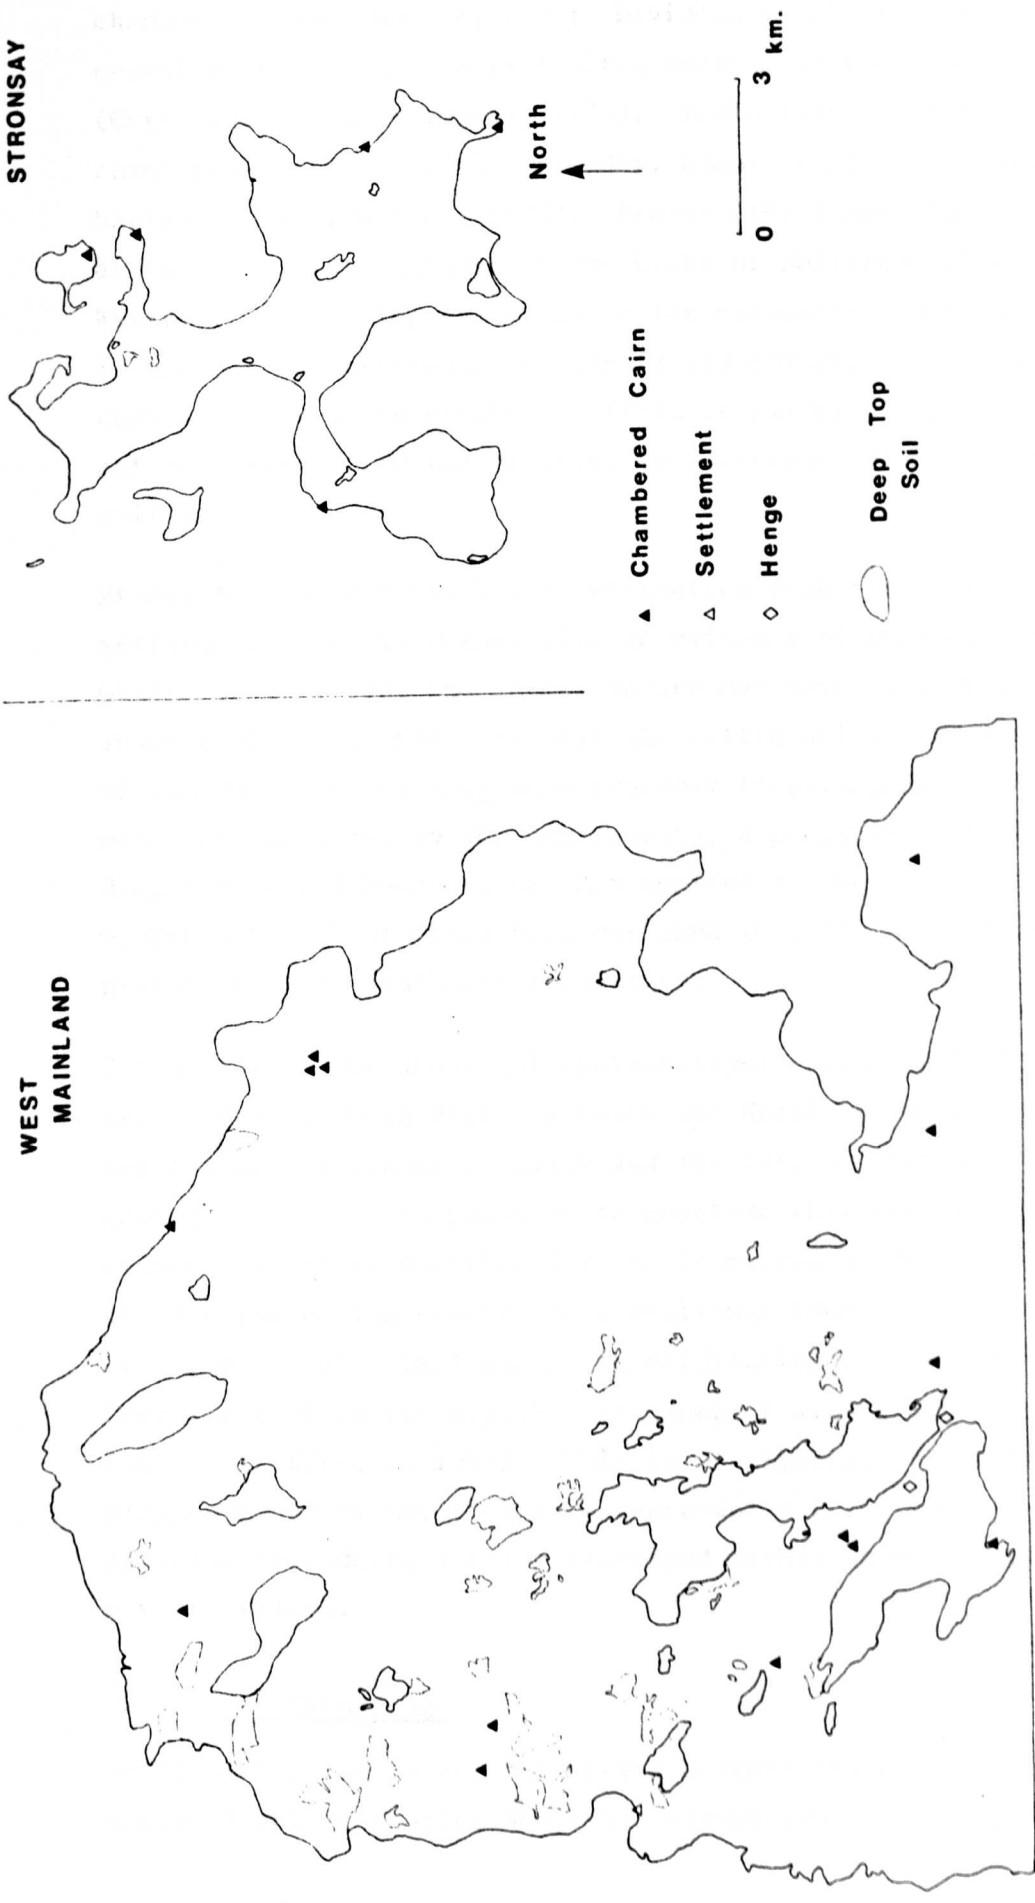 WEST
MAINLAND
STRONSAY
▲ Chambered Cairn
△ Settlement
◇ Henge
Deep Top
Soil
North
0 3
km.